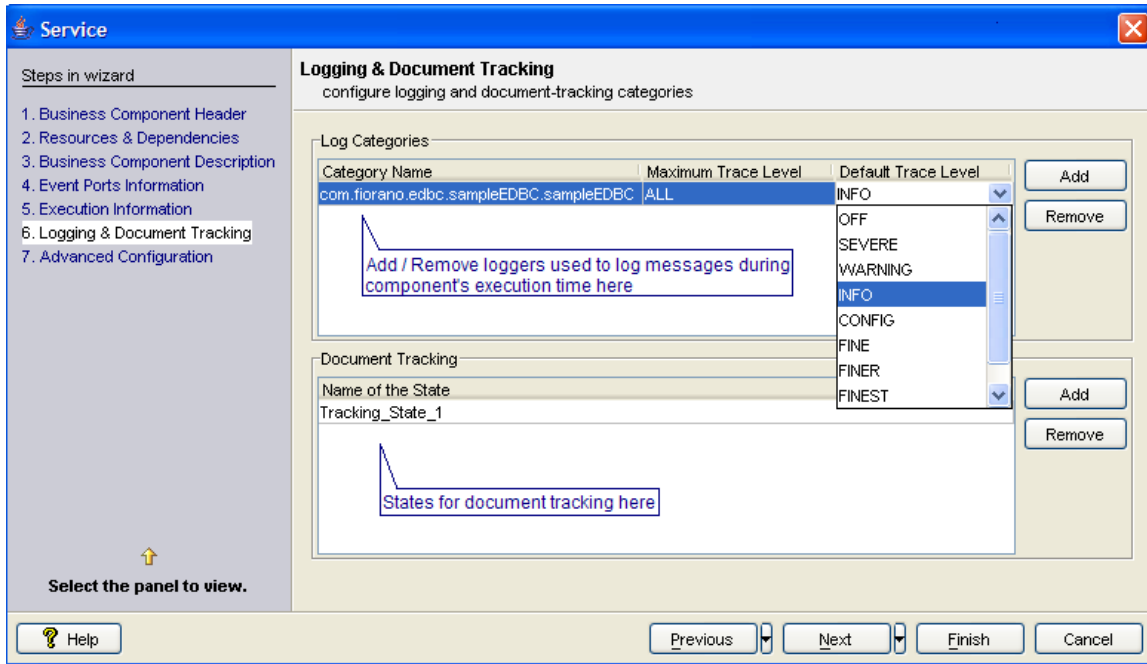 Service
Steps in wizard
1. Business Component Header
2. Resources & Dependencies
3. Business Component Description
4. Event Ports Information
5. Execution Information
6. Logging & Document Tracking
7. Advanced Configuration
Select the panel to view.
Logging & Document Tracking
configure logging and document-tracking categories
Log Categories
Category Name Maximum Trace Level Default Trace Level
com.fiorano.edbc.sampleEDBC.sampleEDBC ALL INFO
OFF
SEVERE
WARNING
INFO
CONFIG
FINE
FINER
FINEST
Add / Remove loggers used to log messages during
component's execution time here
Add
Remove
Document Tracking
Name of the State
Tracking_State_1
States for document tracking here
Add
Remove
Help
Previous
Next
Finish
Cancel